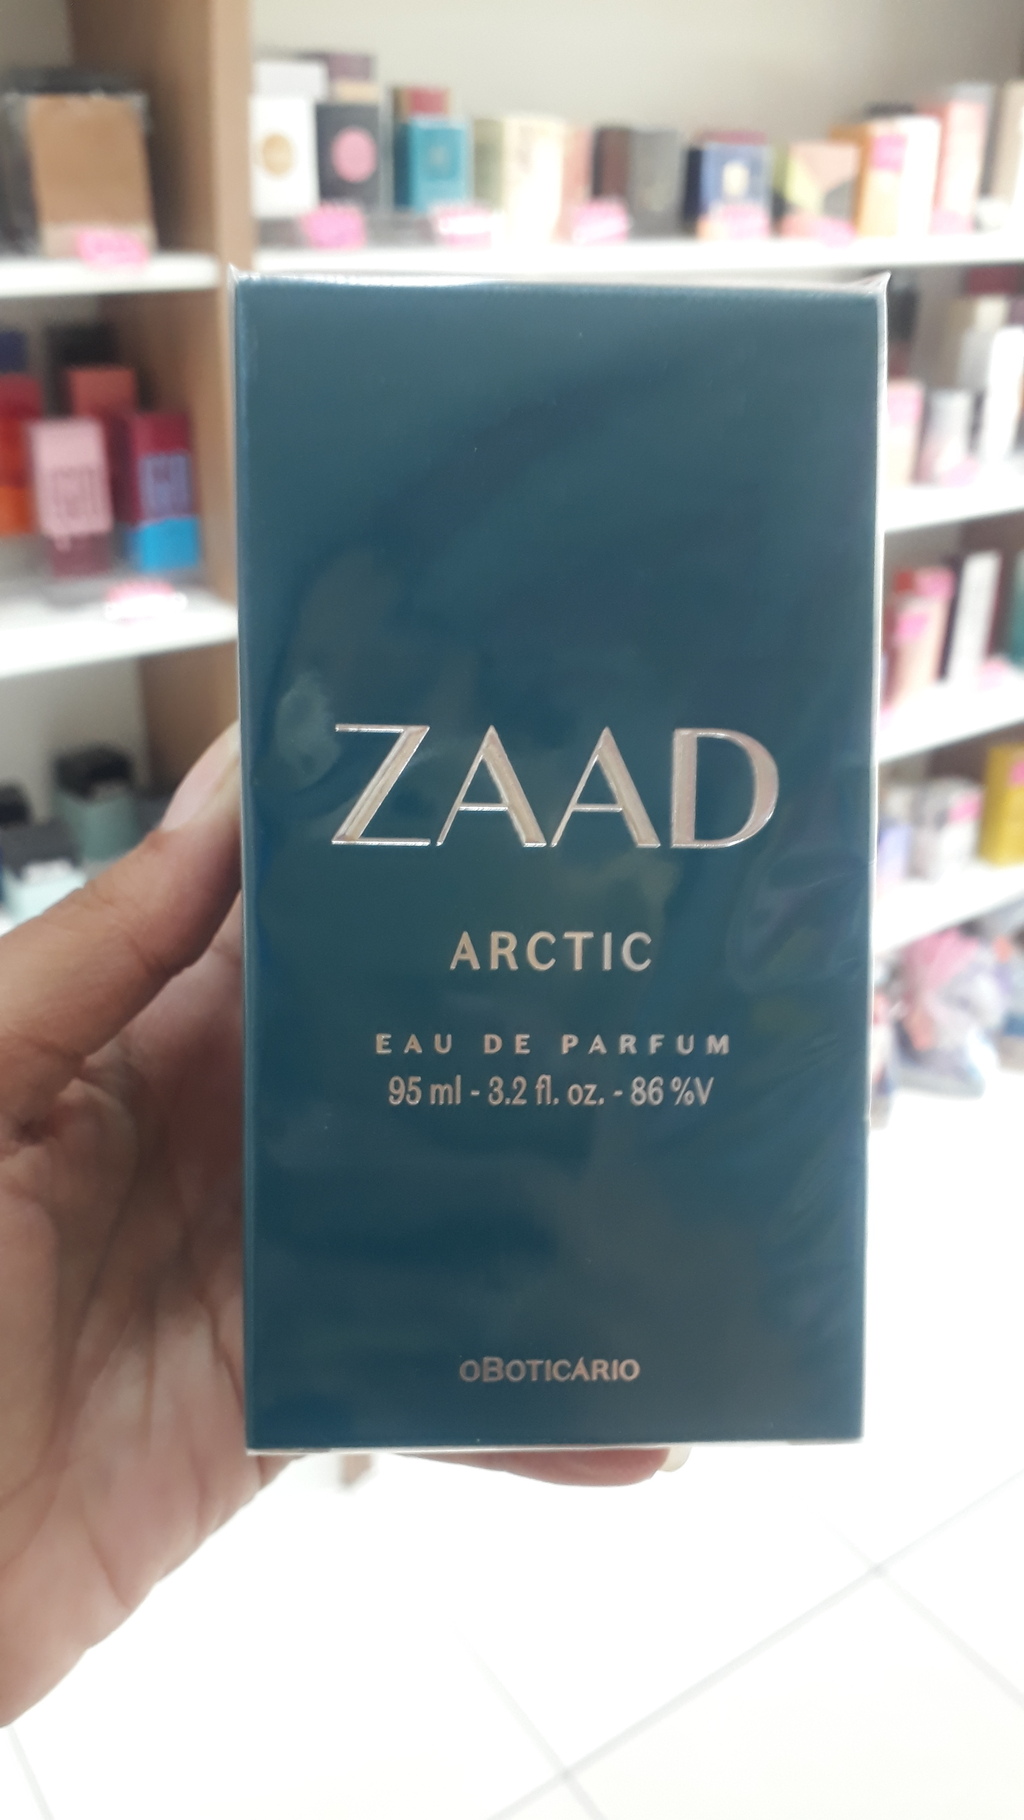 ZAAD
ARCTIC
EAU DE PARFUM
95 ml - 3.2 fl. oz. - 86 %V
oBOTICÁRIO